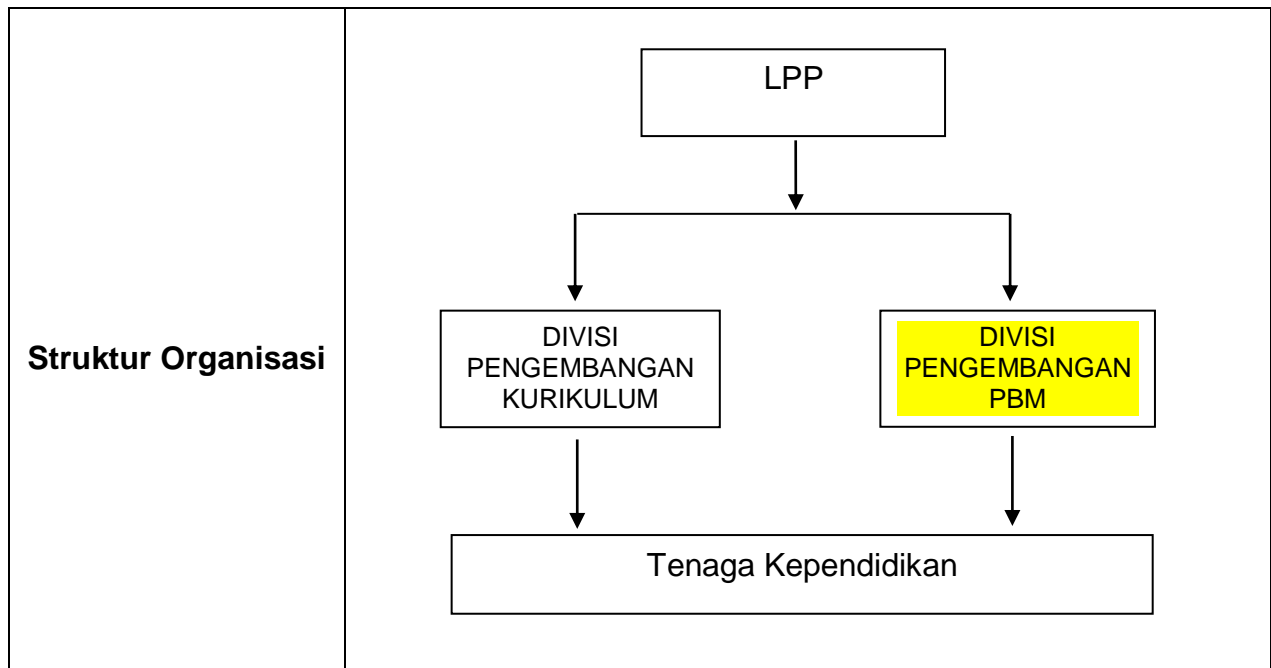 Struktur Organisasi
LPP
DIVISI
PENGEMBANGAN
KURIKULUM
DIVISI
PENGEMBANGAN
PBM
Tenaga Kependidikan